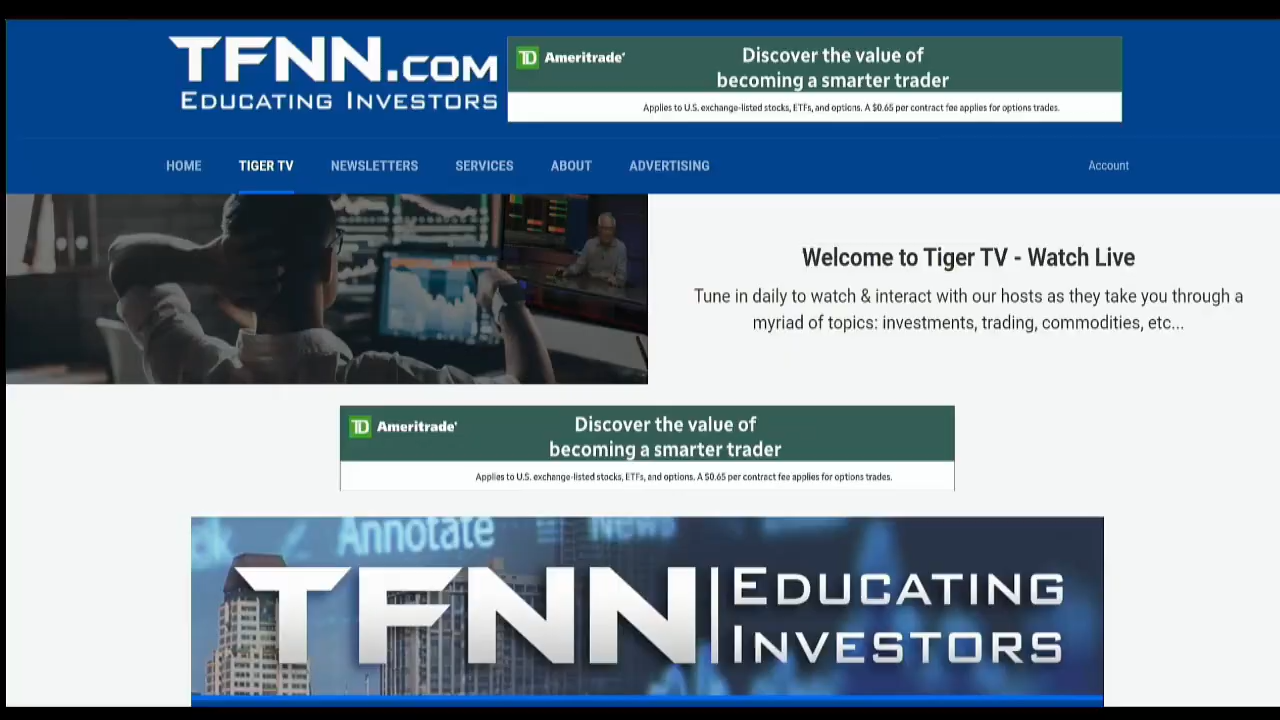 TFNN.COM
EDUCATING INVESTORS
TD Ameritrade
Discover the value of
becoming a smarter trader
Applies to U.S. exchange-listed stocks, ETFs, and options. A $0.65 per contract fee applies for options trades.
HOME TIGER TV NEWSLETTERS SERVICES ABOUT ADVERTISING Account
Welcome to Tiger TV - Watch Live
Tune in daily to watch & interact with our hosts as they take you through a
myriad of topics: investments, trading, commodities, etc...
TD Ameritrade
Discover the value of
becoming a smarter trader
Applies to U.S. exchange-listed stocks, ETFs, and options. A $0.65 per contract fee applies for options trades.
Annotate News
TFNN EDUCATING
INVESTORS